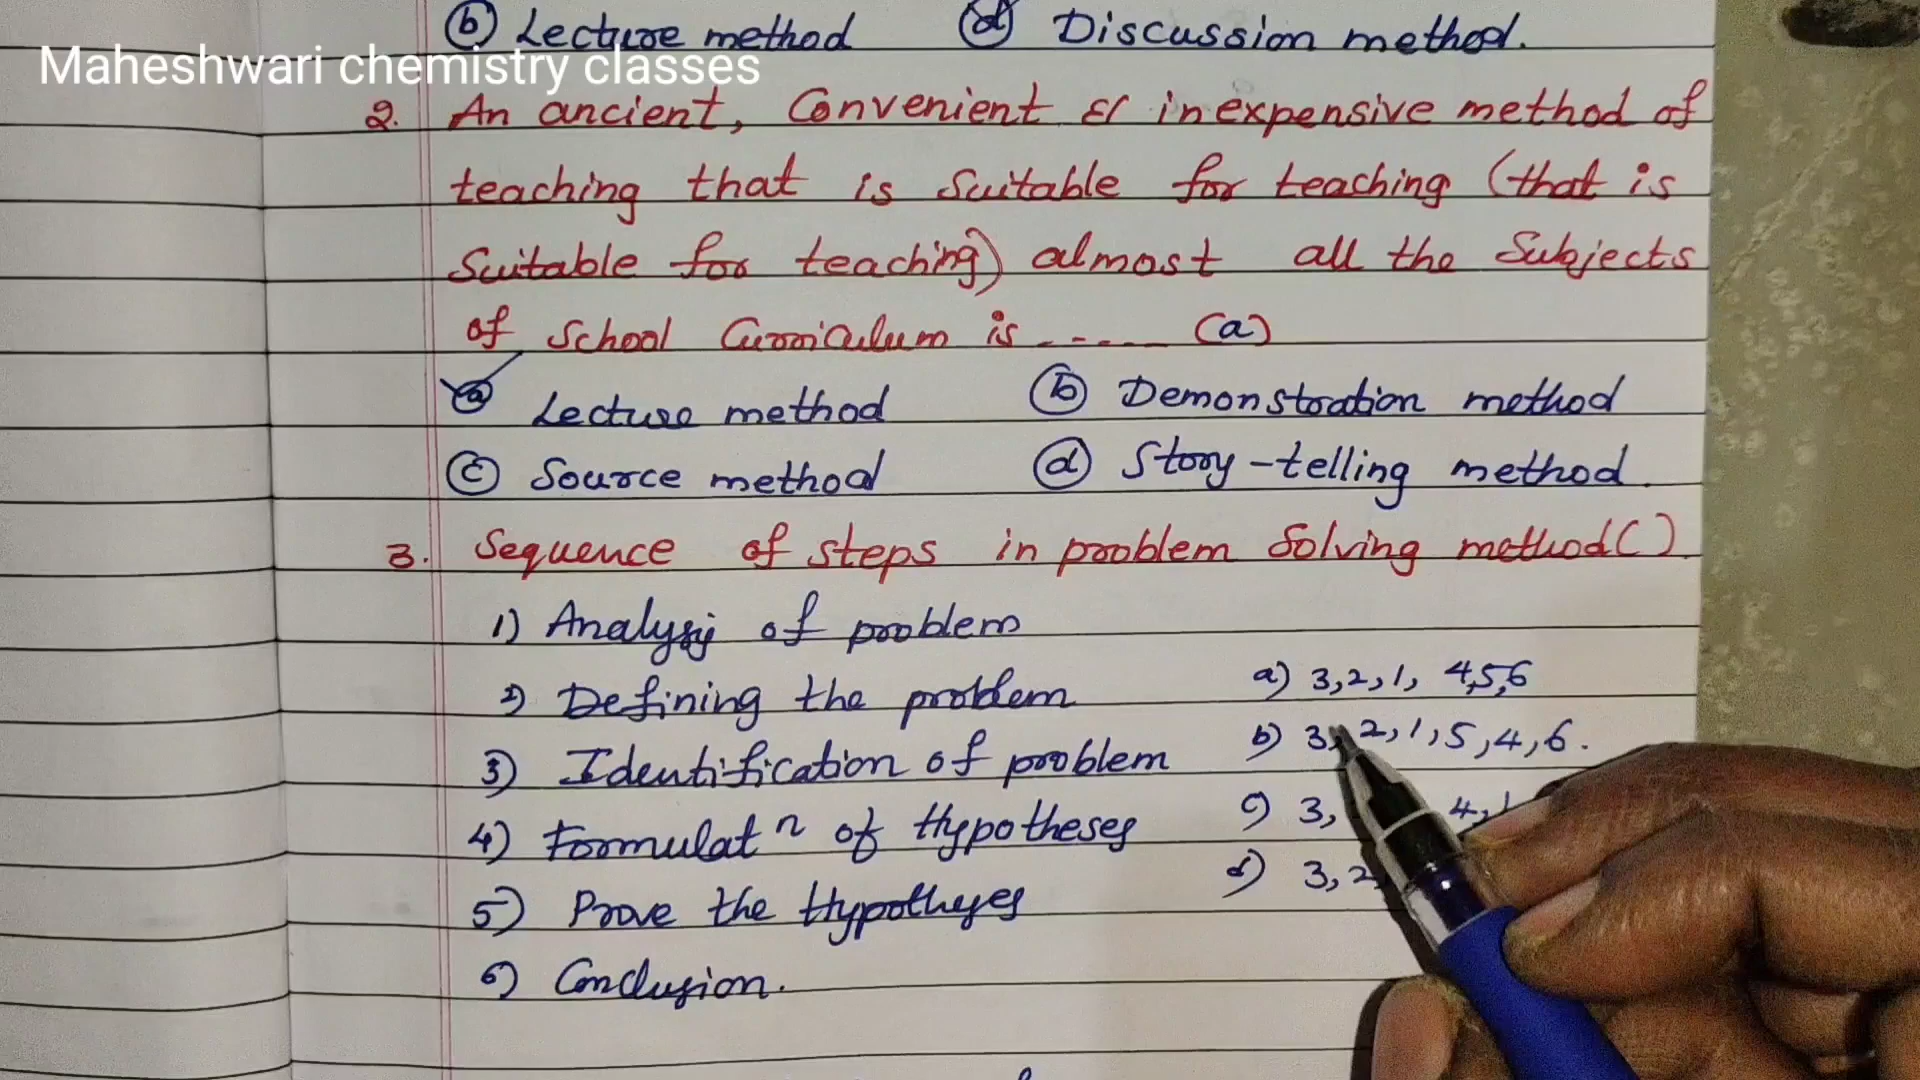 ⓑ Lecture method ⓓ Discussion method.
Maheshwari chemistry classes
2. An ancient, Convenient & inexpensive method of
teaching that is suitable for teaching (that is
Suitable for teaching) almost all the Subjects
of School Curriculum is ----- (a)
ⓐ Lecture method ⓑ Demonstration method
ⓒ Source method ⓓ Story-telling method.
3. Sequence of steps in problem Solving method( ).
1) Analysis of problem
2) Defining the problem a) 3,2,1, 4,5,6
3) Identification of problem b) 3, 2,1,5,4,6.
4) Formulatⁿ of Hypotheses c) 3, 4,
5) Prove the Hypotheses d) 3,2
6) Conclusion.